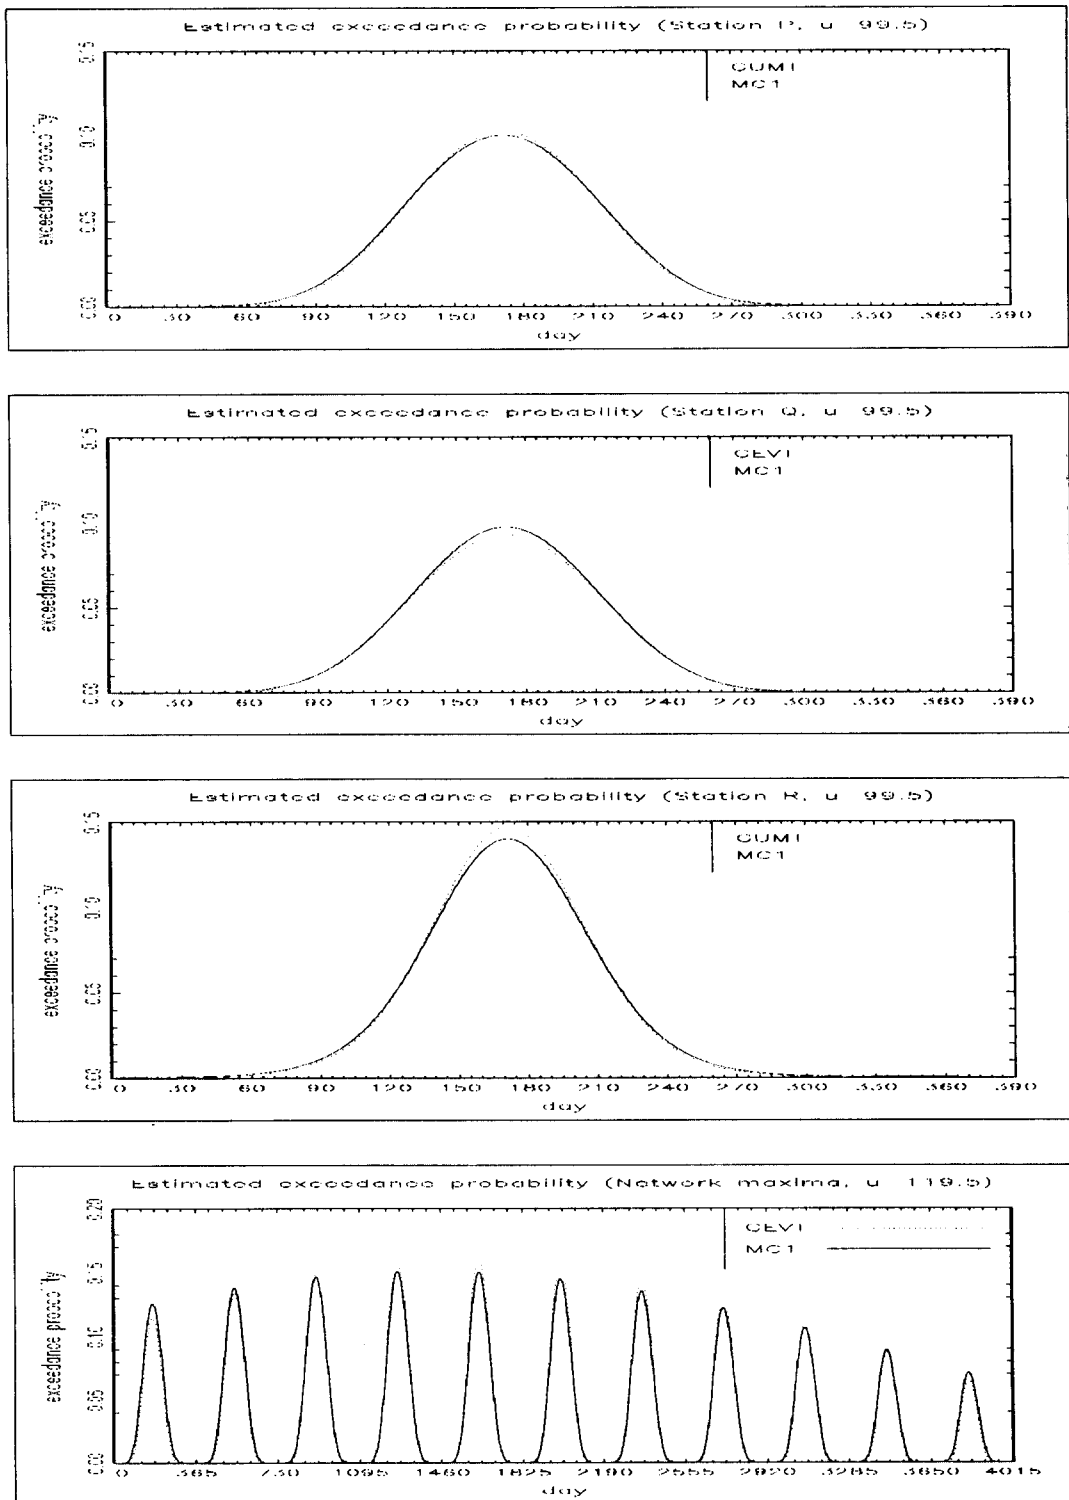 Estimated exceedance probability (Station P, u 99.5)
GUM1
MC1
exceedance probability
0.15
0.10
0.05
0.00
0 30 60 90 120 150 180 210 240 270 300 330 360 390
day
Estimated exceedance probability (Station Q, u 99.5)
GEV1
MC1
exceedance probability
0.15
0.10
0.05
0.00
0 30 60 90 120 150 180 210 240 270 300 330 360 390
day
Estimated exceedance probability (Station R, u 99.5)
GUM1
MC1
exceedance probability
0.15
0.10
0.05
0.00
0 30 60 90 120 150 180 210 240 270 300 330 360 390
day
Estimated exceedance probability (Network maxima, u 119.5)
GEV1
MC1
exceedance probability
0.20
0.15
0.10
0.05
0.00
0 365 730 1095 1460 1825 2190 2555 2920 3285 3650 4015
day